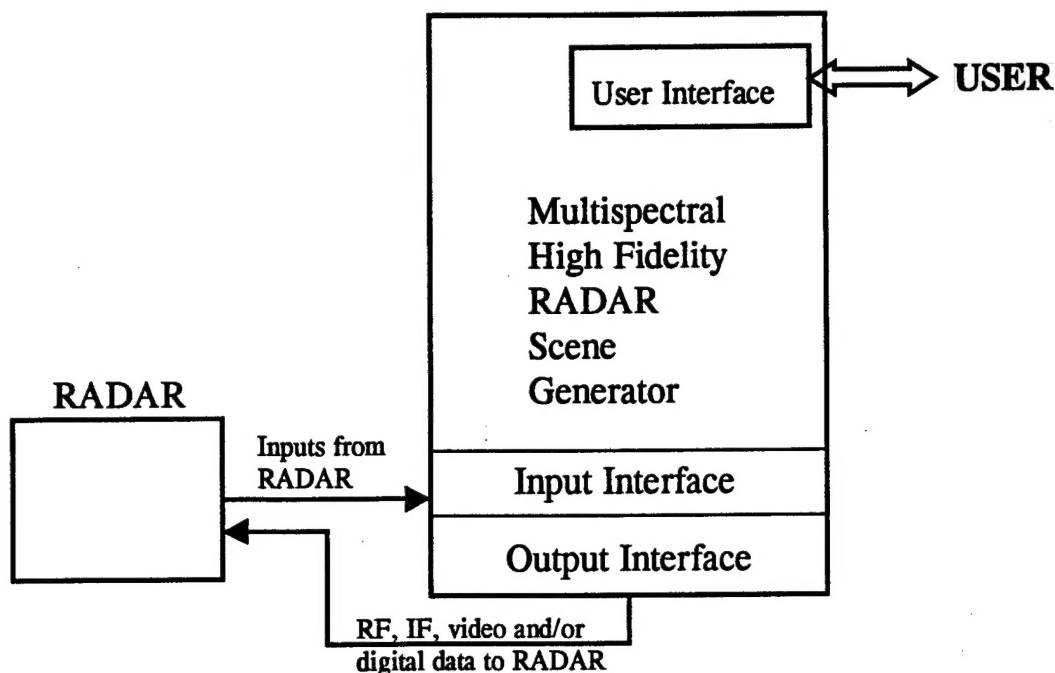 User Interface
USER
Multispectral
High Fidelity
RADAR
Scene
Generator
RADAR
Inputs from
RADAR
Input Interface
Output Interface
RF, IF, video and/or
digital data to RADAR